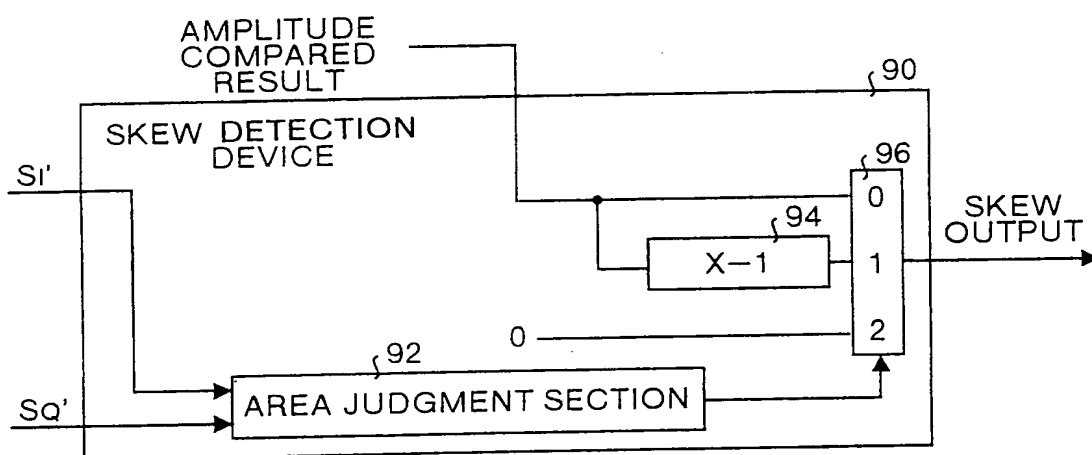 AMPLITUDE
COMPARED
RESULT
90
SKEW DETECTION
DEVICE
96
SI'
0
SKEW
OUTPUT
94
X-1
1
0
2
92
AREA JUDGMENT SECTION
SQ'